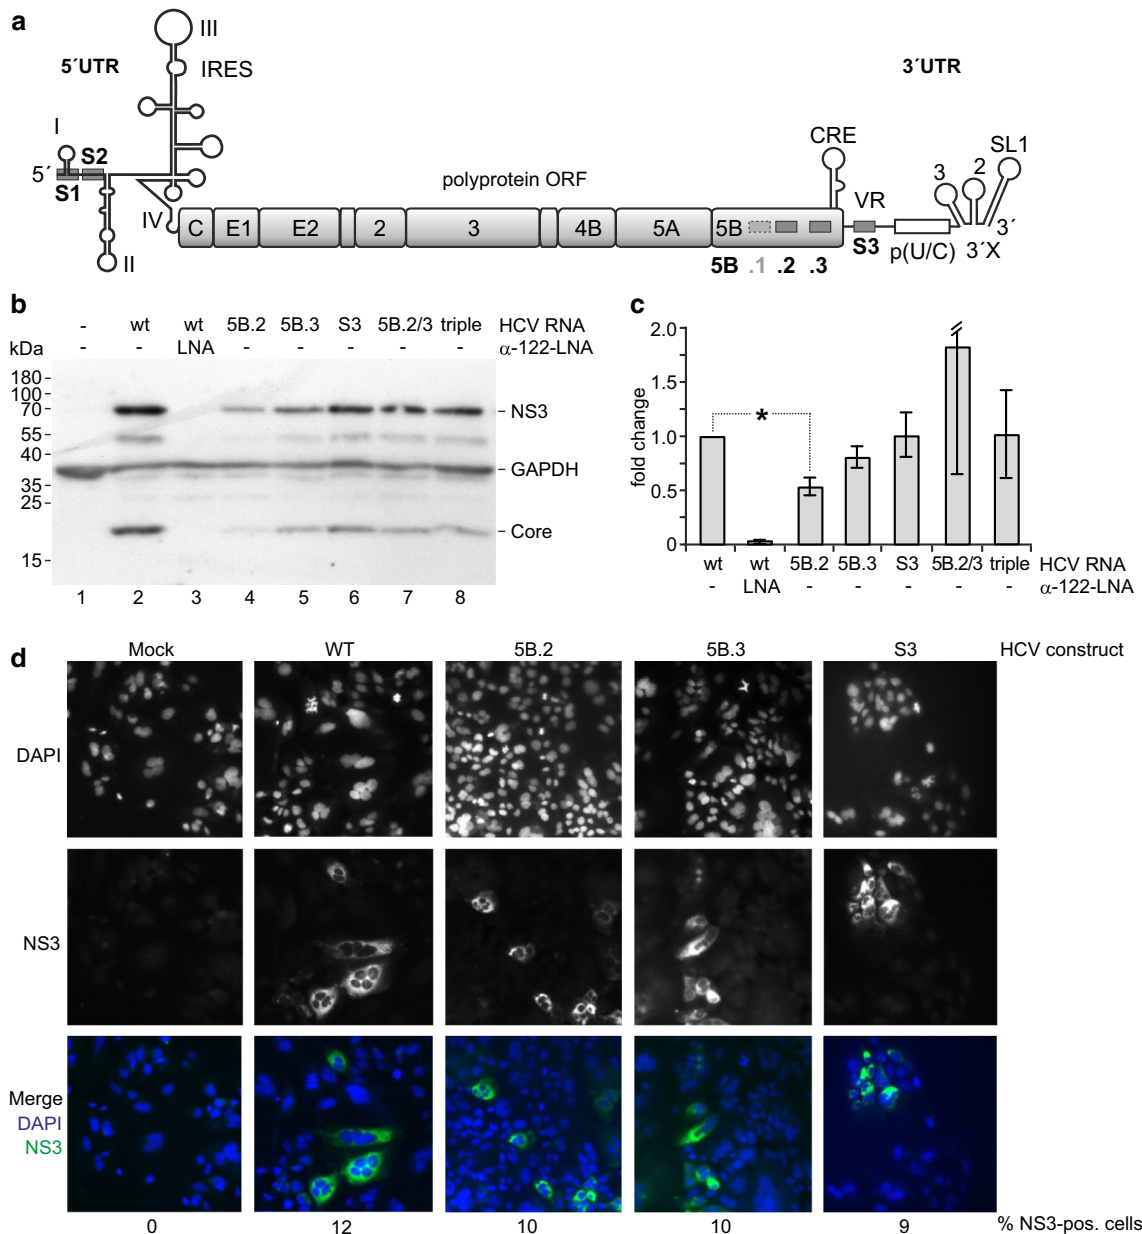 a
III
5´UTR
IRES
3´UTR
I
CRE
SL1
S2
2
3
5´
polyprotein ORF
S1
VR
IV
C E1 E2 2 3 4B 5A 5B
3´
II
5B .1 .2 .3
S3
p(U/C) 3´X
b
- wt wt 5B.2 5B.3 S3 5B.2/3 triple HCV RNA
kDa - - LNA - - - - - α-122-LNA
180
100
70
55
40
35
25
15
NS3
GAPDH
Core
1 2 3 4 5 6 7 8
c
fold change
2.0
1.5
1.0
0.5
0
*
wt wt 5B.2 5B.3 S3 5B.2/3 triple HCV RNA
- LNA - - - - - α-122-LNA
d
Mock WT 5B.2 5B.3 S3 HCV construct
DAPI
NS3
Merge
DAPI
NS3
0 12 10 10 9 % NS3-pos. cells